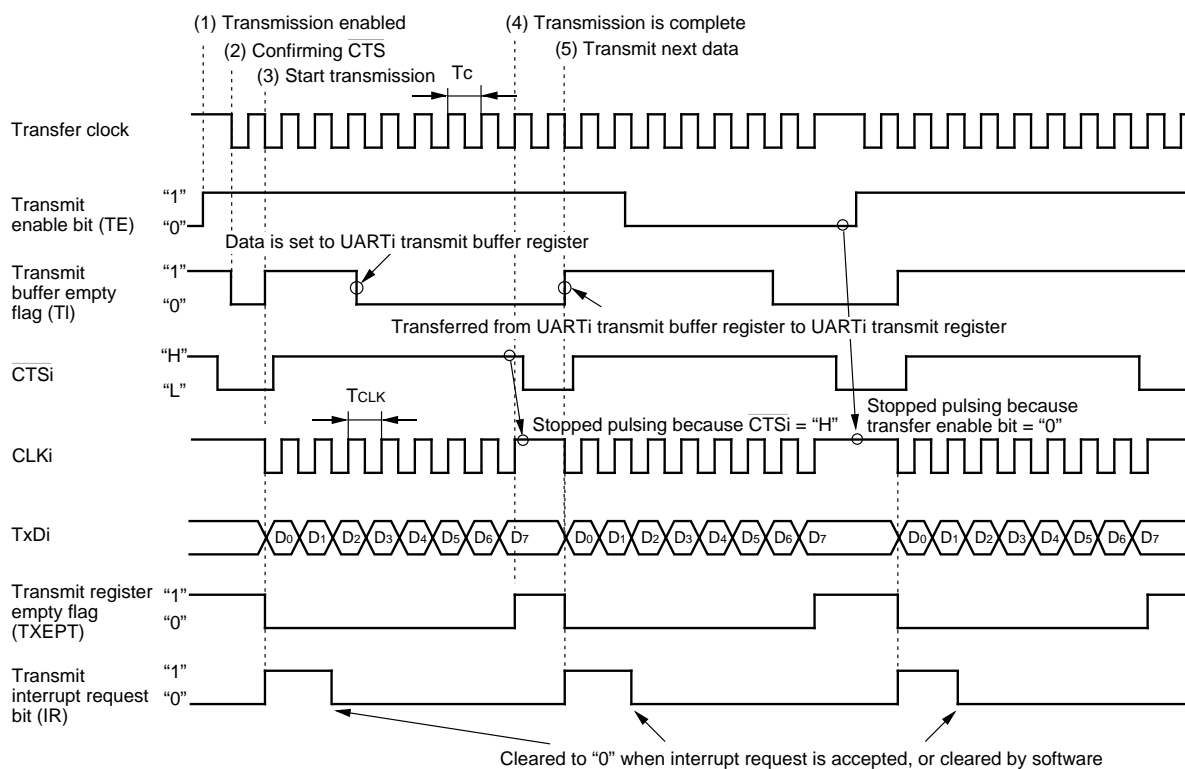 (1) Transmission enabled
(4) Transmission is complete
(2) Confirming CTS
(5) Transmit next data
(3) Start transmission
Tc
Transfer clock
Transmit
enable bit (TE)
“1”
“0”
Data is set to UARTi transmit buffer register
Transmit
buffer empty
flag (TI)
“1”
“0”
Transferred from UARTi transmit buffer register to UARTi transmit register
CTSi
“H”
“L”
TCLK
Stopped pulsing because CTSi = “H”
Stopped pulsing because
transfer enable bit = “0”
CLKi
TxDi
D0 D1 D2 D3 D4 D5 D6 D7 D0 D1 D2 D3 D4 D5 D6 D7 D0 D1 D2 D3 D4 D5 D6 D7
Transmit register
empty flag
(TXEPT)
“1”
“0”
Transmit
interrupt request
bit (IR)
“1”
“0”
Cleared to “0” when interrupt request is accepted, or cleared by software